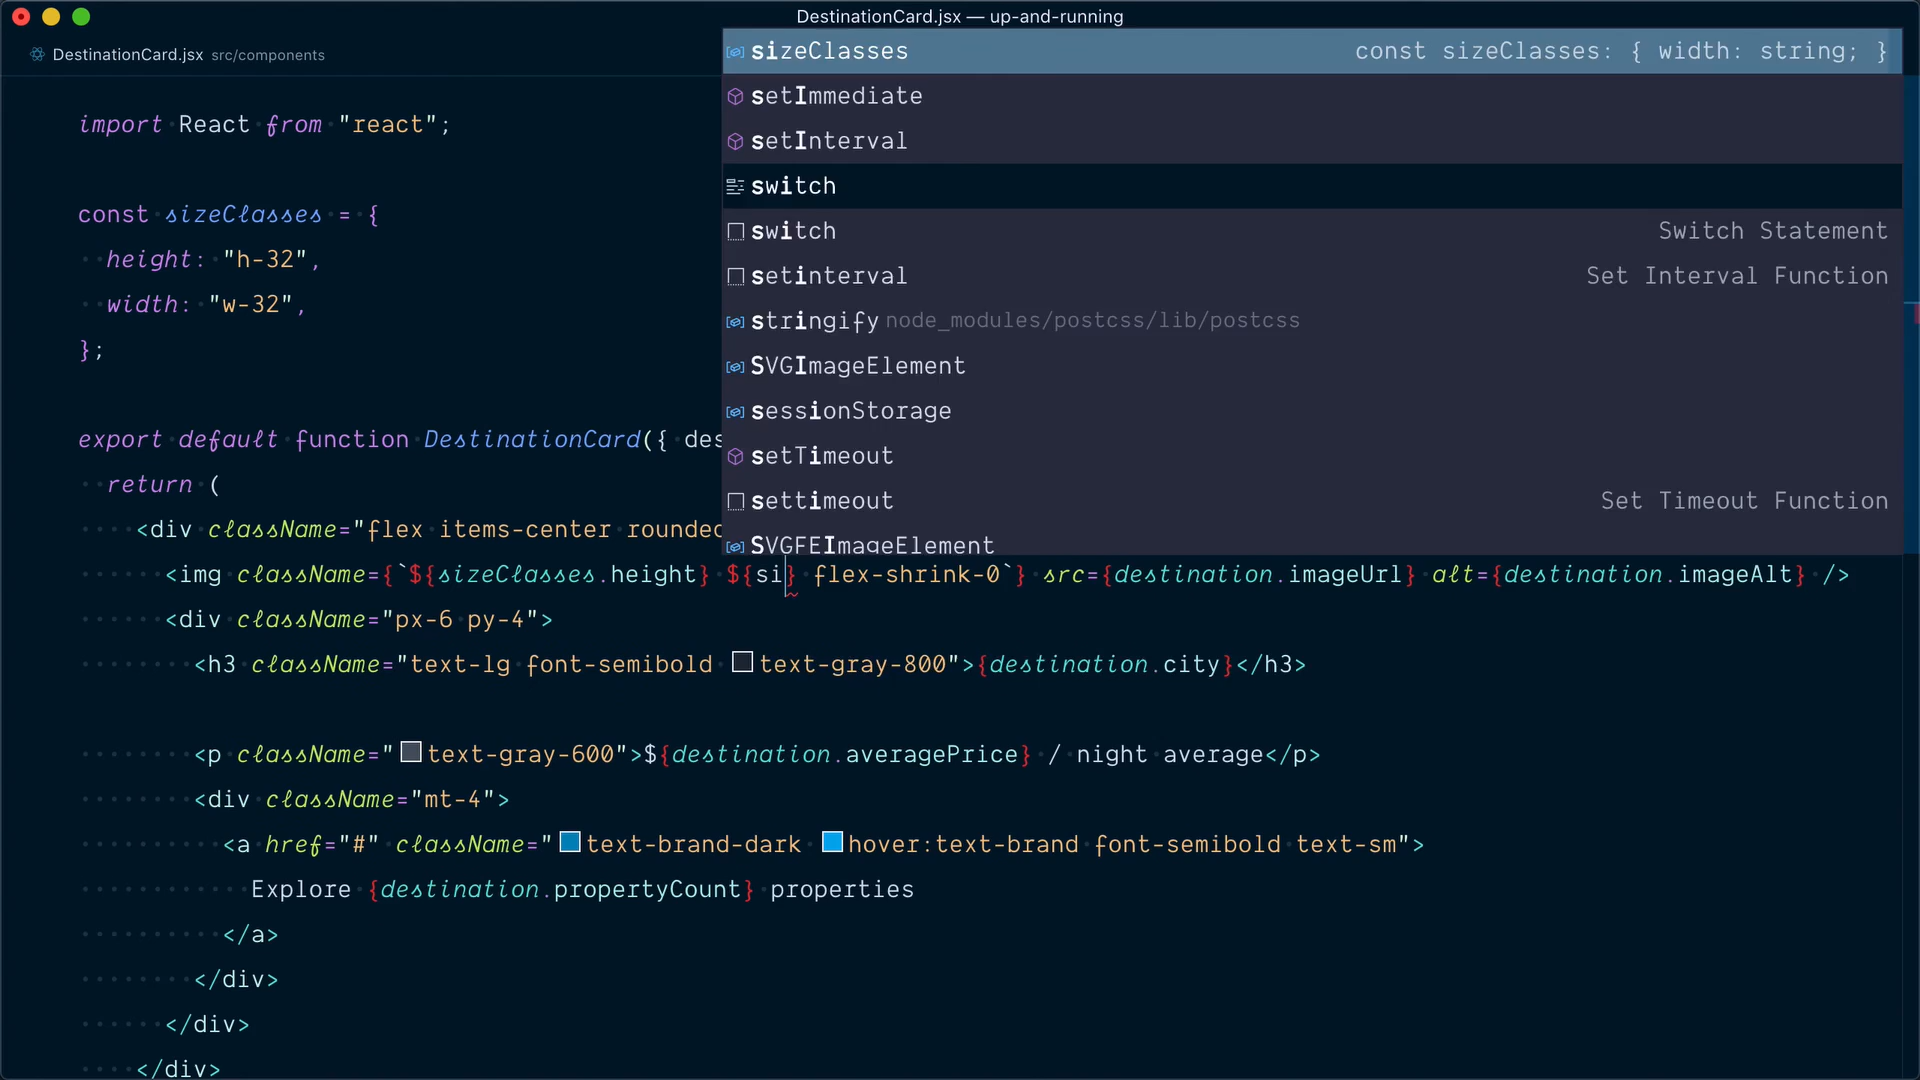 DestinationCard.jsx — up-and-running
DestinationCard.jsx src/components
sizeClasses const sizeClasses: { width: string; }
setImmediate
setInterval
switch
switch Switch Statement
setinterval Set Interval Function
stringify node_modules/postcss/lib/postcss
SVGImageElement
sessionStorage
setTimeout
settimeout Set Timeout Function
SVGFEImageElement
import React from "react";
const sizeClasses = {
height: "h-32",
width: "w-32",
};
export default function DestinationCard({ des
return (
<div className="flex items-center rounded
<img className={`${sizeClasses.height} ${si} flex-shrink-0`} src={destination.imageUrl} alt={destination.imageAlt} />
<div className="px-6 py-4">
<h3 className="text-lg font-semibold text-gray-800">{destination.city}</h3>
<p className="text-gray-600">${destination.averagePrice} / night average</p>
<div className="mt-4">
<a href="#" className="text-brand-dark hover:text-brand font-semibold text-sm">
Explore {destination.propertyCount} properties
</a>
</div>
</div>
</div>